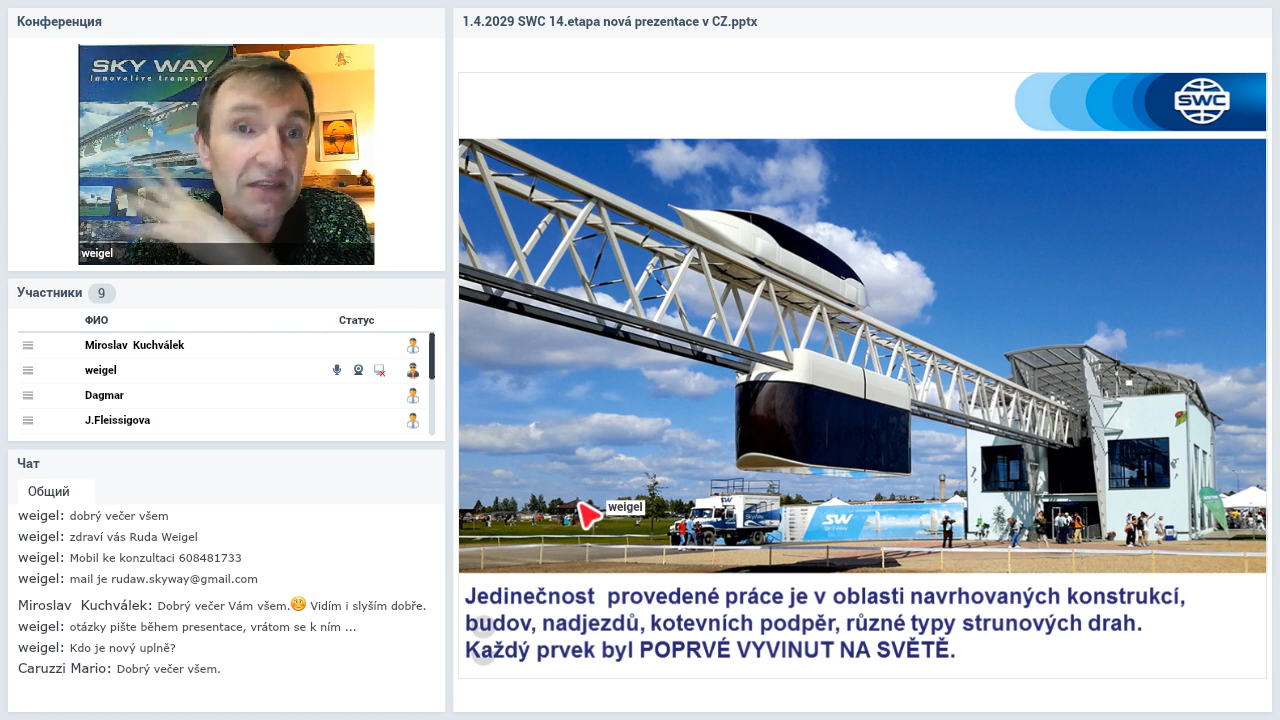 Конференция
SKY WAY
Innovative transpor
weigel
Участники 9
ФИО Статус
Miroslav Kuchválek
weigel
Dagmar
J.Fleissigova
Чат
Общий
weigel: dobrý večer všem
weigel: zdraví vás Ruda Weigel
weigel: Mobil ke konzultaci 608481733
weigel: mail je rudaw.skyway@gmail.com
Miroslav Kuchválek: Dobrý večer Vám všem. Vidím i slyším dobře.
weigel: otázky pište během presentace, vrátom se k ním ...
weigel: Kdo je nový uplně?
Caruzzi Mario: Dobrý večer všem.
1.4.2029 SWC 14.etapa nová prezentace v CZ.pptx
SWC
weigel
SW
Jedinečnost provedené práce je v oblasti navrhovaných konstrukcí,
budov, nadjezdů, kotevních podpěr, různé typy strunových drah.
Každý prvek byl POPRVÉ VYVINUT NA SVĚTĚ.